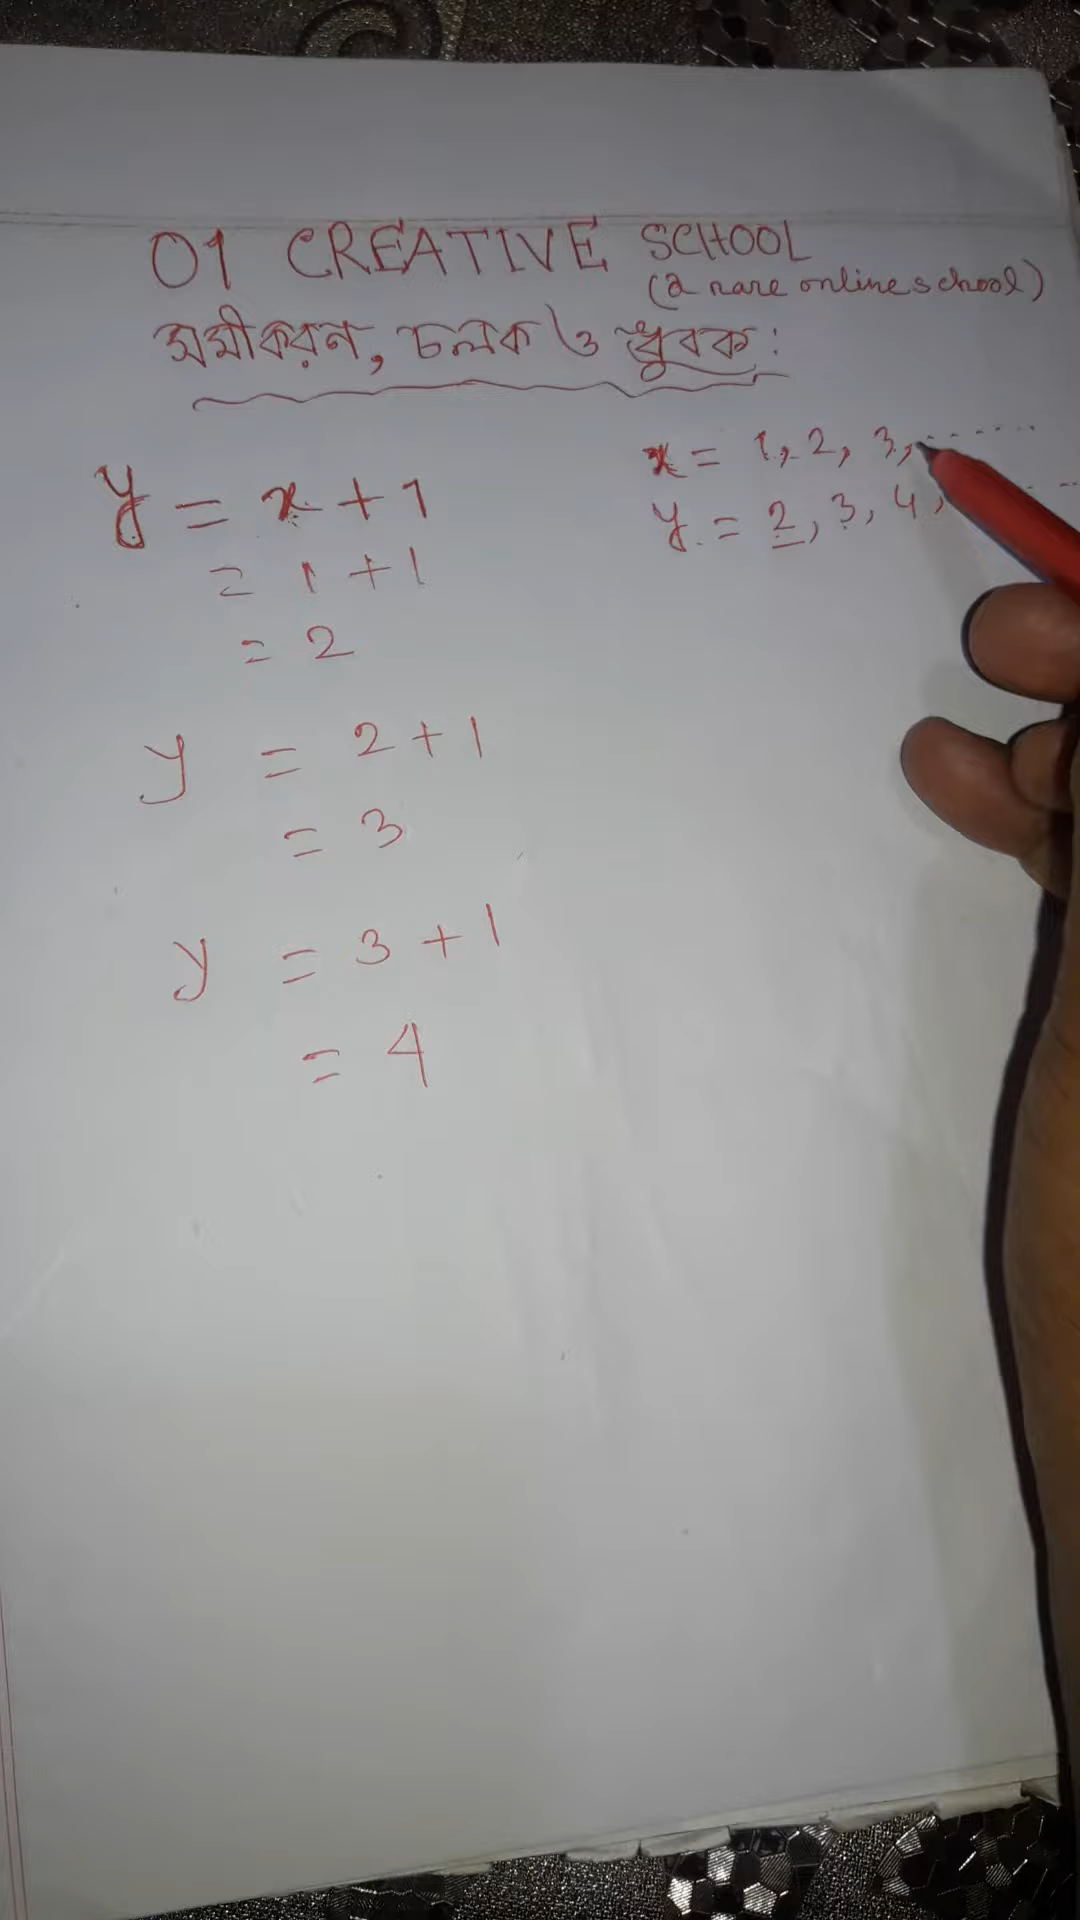 01 CREATIVE SCHOOL
(a rare online school)
সমীকরণ, চলক ও ধ্রুবক:
x = 1, 2, 3, ......
y = 2, 3, 4, ......
y = x + 1
= 1 + 1
= 2
y = 2 + 1
= 3
y = 3 + 1
= 4